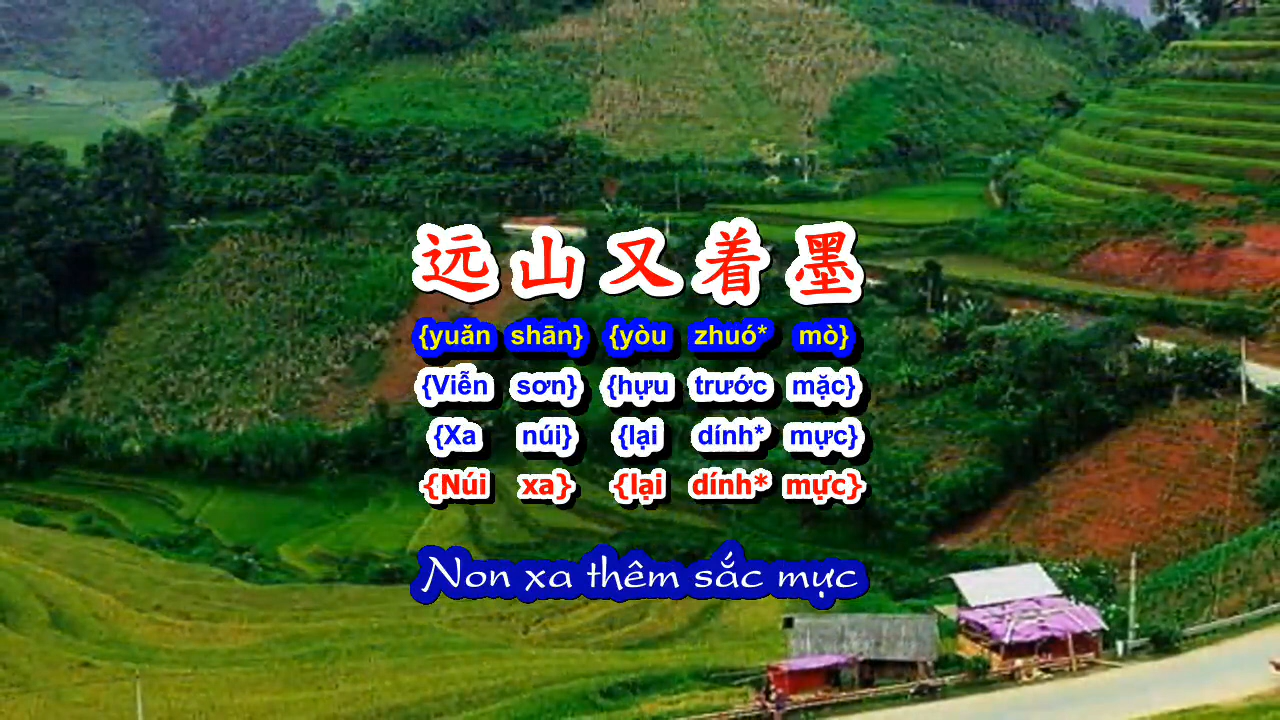 远山又着墨
{yuǎn shān} {yòu zhuó* mò}
{Viễn sơn} {hựu trước mặc}
{Xa núi} {lại dính* mực}
{Núi xa} {lại dính* mực}
Non xa thêm sắc mực